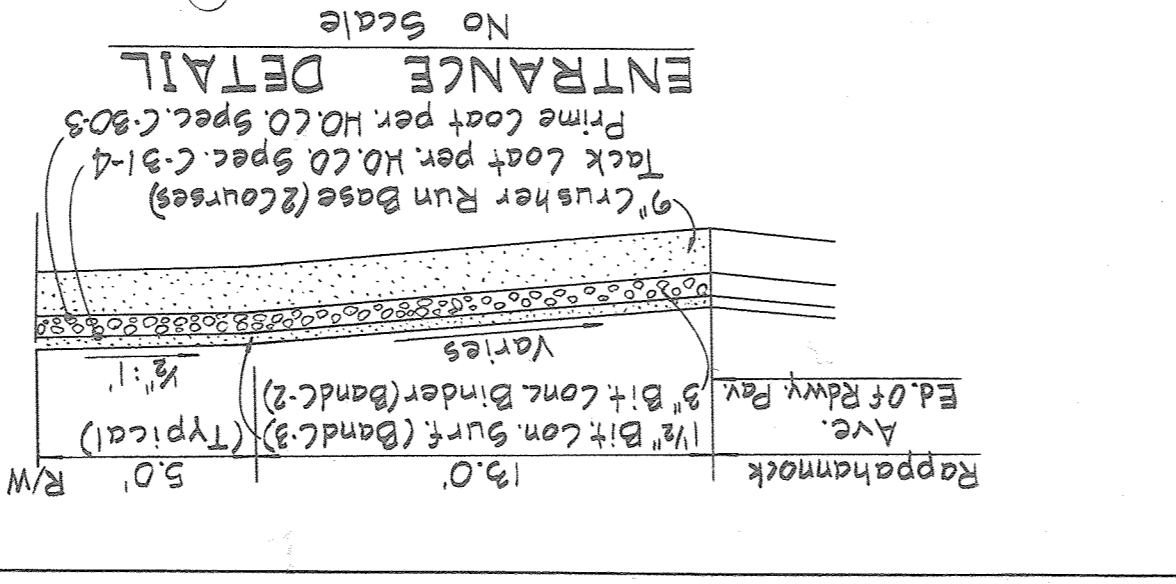 Rappahannock
Ave.
Ed. Of Rdwy. Pav.
13.0'
5.0'
R/W
1½" Bit. Con. Surf. (BandC-3)
(Typical)
3" Bit. Conc. Binder (BandC-2)
½":1'
Varies
9" Crusher Run Base (2 Courses)
Tack Coat per. HO.CO. Spec. C-31-4
Prime Coat per. HO.CO. Spec. C-30-3
ENTRANCE DETAIL
No Scale